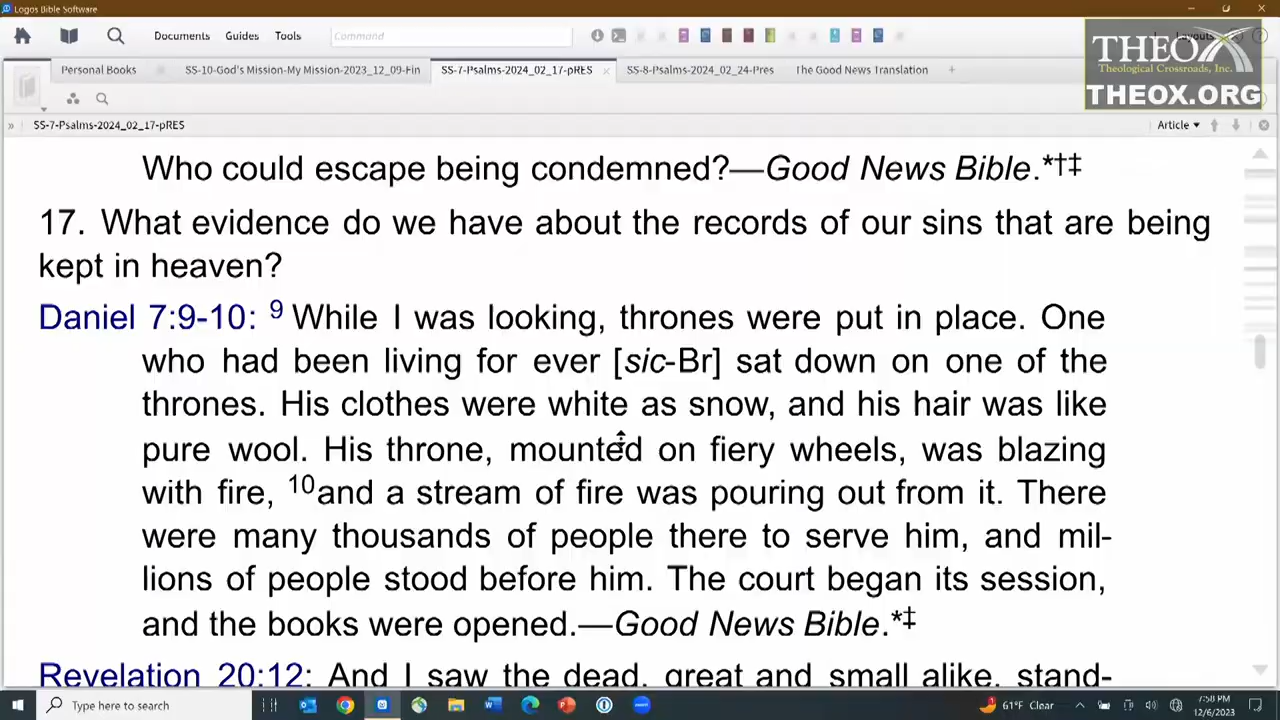 Logos Bible Software
Documents Guides Tools Command Layouts
THEOX
Theological Crossroads, Inc.
THEOX.ORG
Personal Books SS-10-God's Mission-My Mission-2023_12_09-Fin SS-7-Psalms-2024_02_17-pRES SS-8-Psalms-2024_02_24-Pres The Good News Translation
SS-7-Psalms-2024_02_17-pRES Article
Who could escape being condemned?—Good News Bible.*†‡
17. What evidence do we have about the records of our sins that are being
kept in heaven?
Daniel 7:9-10: 9 While I was looking, thrones were put in place. One
who had been living for ever [sic-Br] sat down on one of the
thrones. His clothes were white as snow, and his hair was like
pure wool. His throne, mounted on fiery wheels, was blazing
with fire, 10 and a stream of fire was pouring out from it. There
were many thousands of people there to serve him, and mil-
lions of people stood before him. The court began its session,
and the books were opened.—Good News Bible.*‡
Revelation 20:12: And I saw the dead, great and small alike, stand-
Type here to search 61°F Clear 7:58 PM
12/6/2023